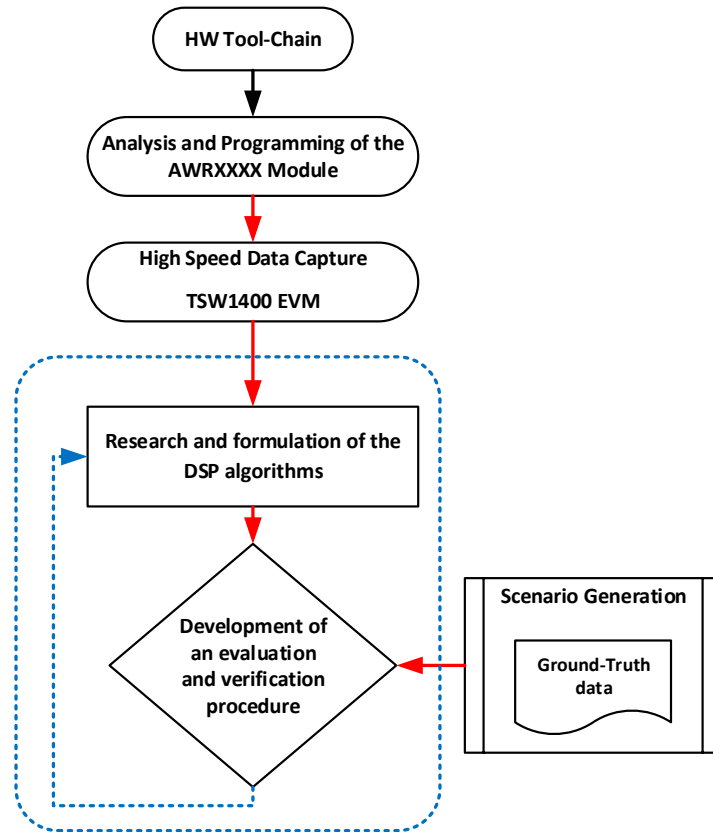 HW Tool-Chain
Analysis and Programming of the
AWRXXXX Module
High Speed Data Capture
TSW1400 EVM
Research and formulation of the
DSP algorithms
Development of
an evaluation
and verification
procedure
Scenario Generation
Ground-Truth
data